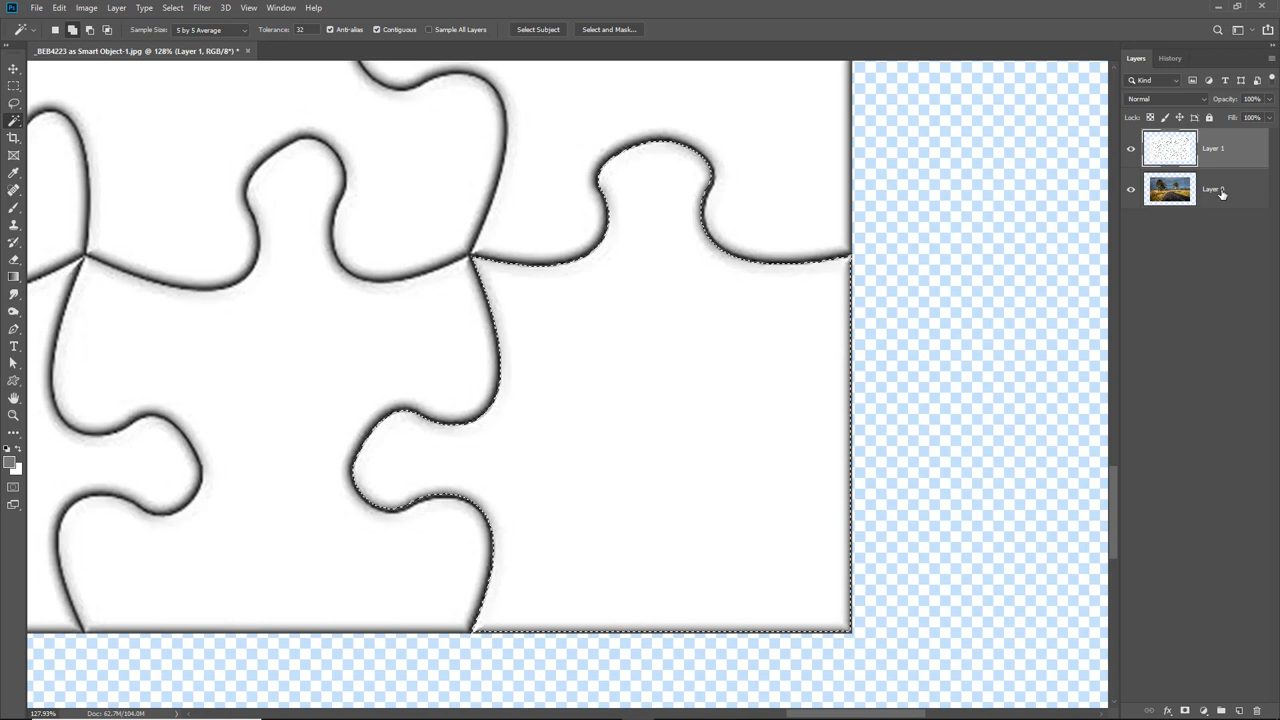 Ps File Edit Image Layer Type Select Filter 3D View Window Help
Sample Size: 5 by 5 Average Tolerance: 32 Anti-alias Contiguous Sample All Layers Select Subject Select and Mask...
_BEB4223 as Smart Object-1.jpg @ 128% (Layer 1, RGB/8*) * ×
Layers History
Kind
Normal Opacity: 100%
Lock: Fill: 100%
Layer 1
Layer
127.93% Doc: 62.7M/104.0M